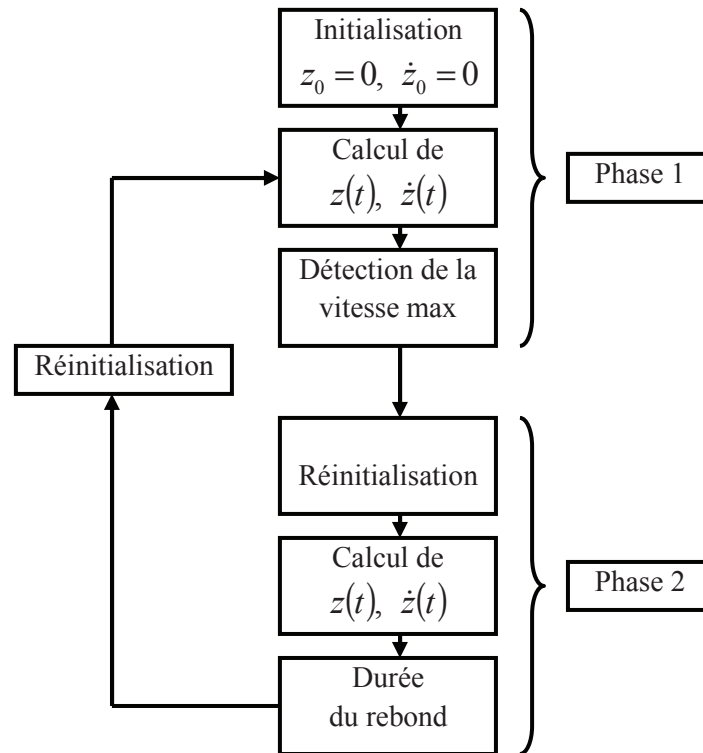 Initialisation
z₀ = 0, ż₀ = 0
Calcul de
z(t), ż(t)
Phase 1
Détection de la
vitesse max
Réinitialisation
Réinitialisation
Calcul de
z(t), ż(t)
Phase 2
Durée
du rebond